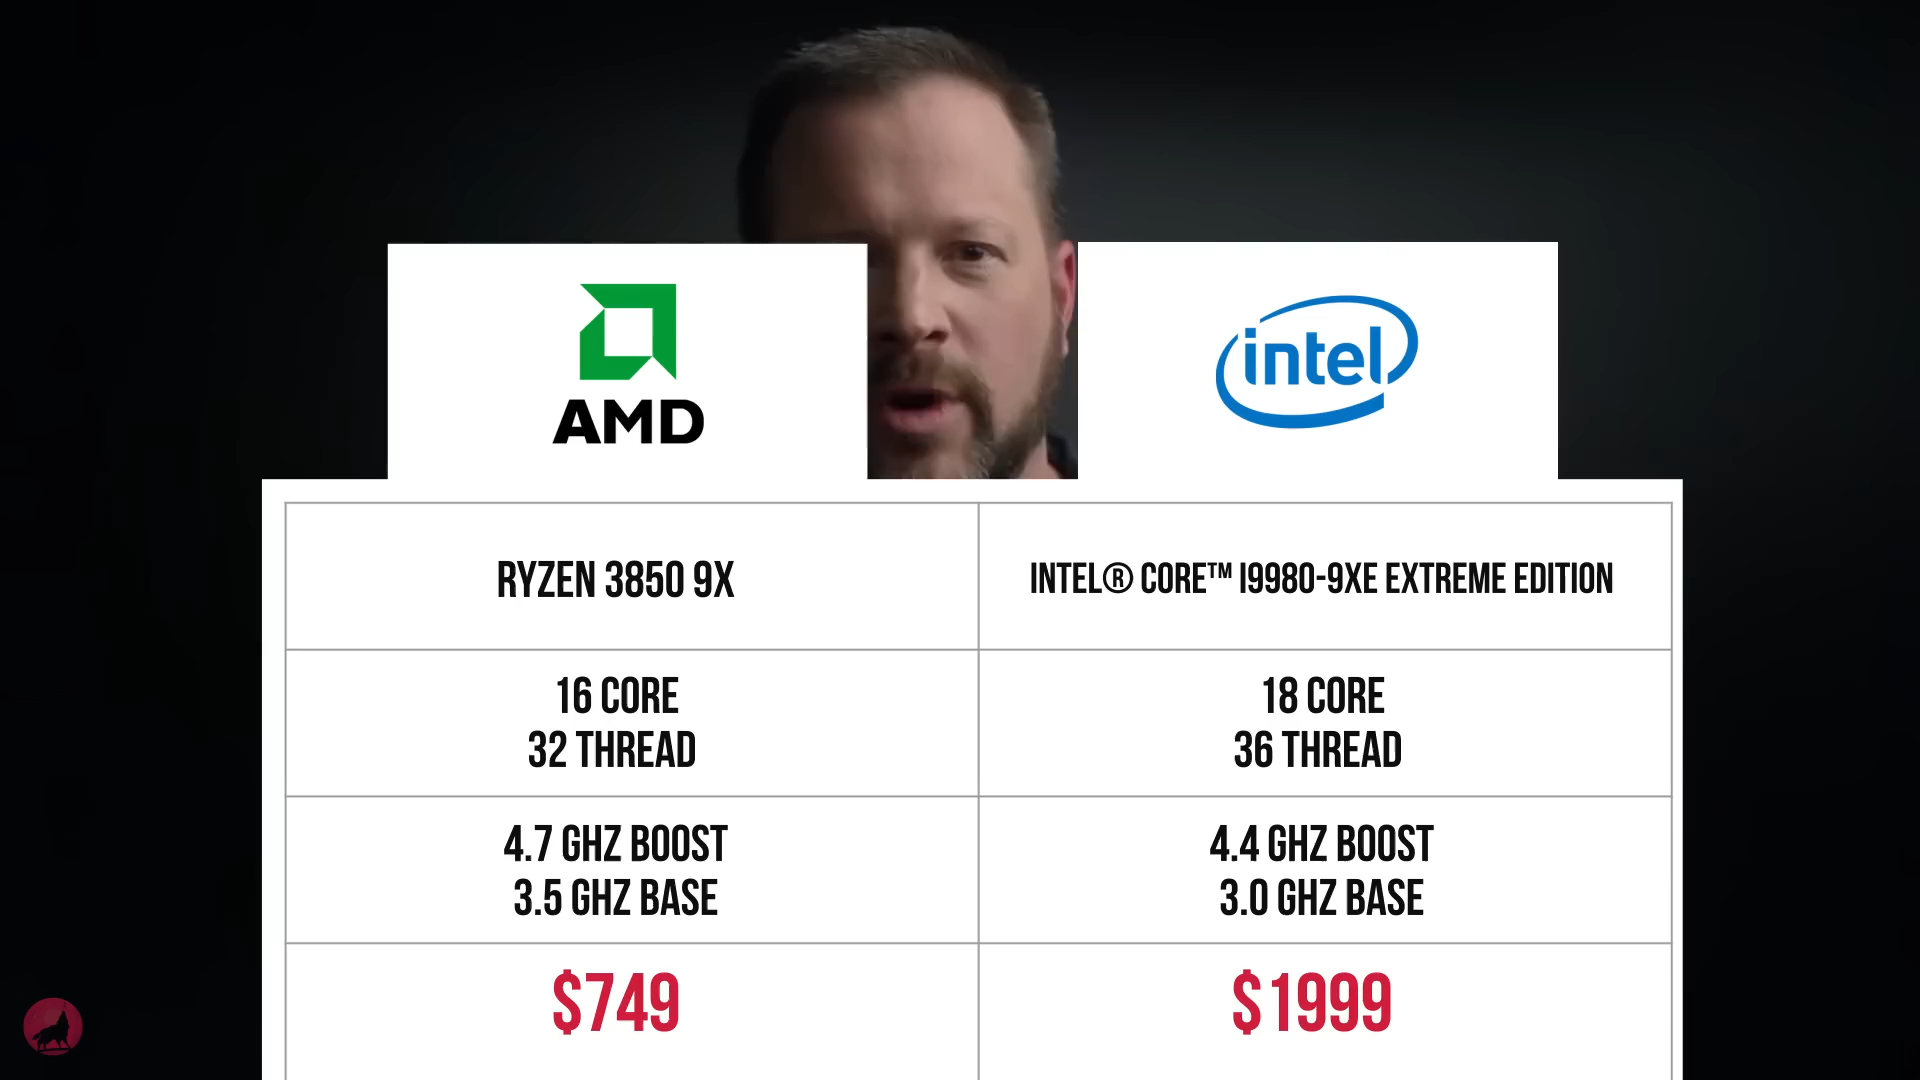 AMD
intel
RYZEN 3850 9X
INTEL® CORE™ I9980-9XE EXTREME EDITION
16 CORE
32 THREAD
18 CORE
36 THREAD
4.7 GHZ BOOST
3.5 GHZ BASE
4.4 GHZ BOOST
3.0 GHZ BASE
$749
$1999